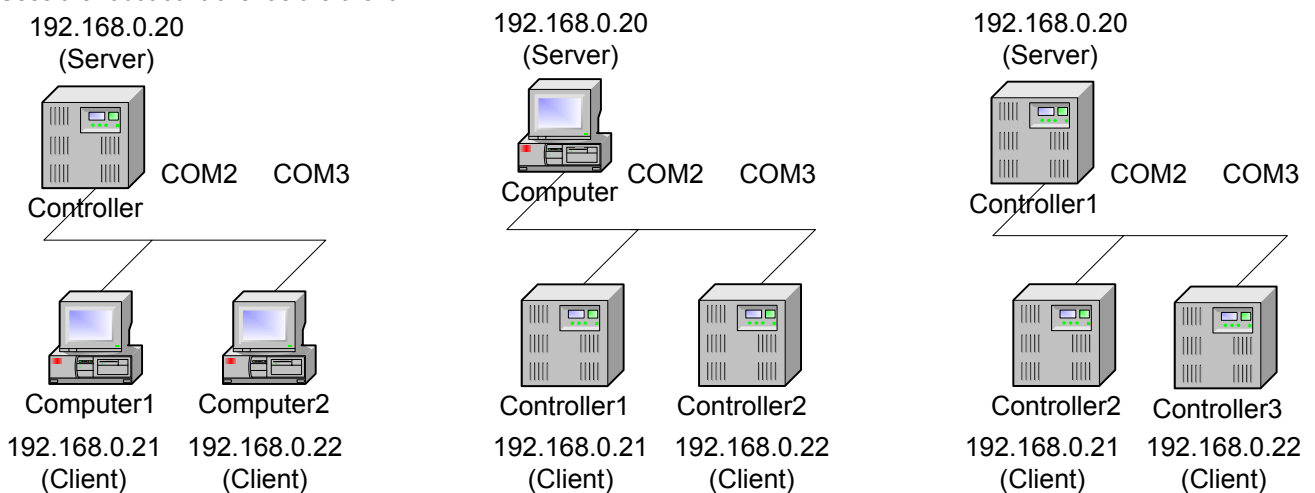 192.168.0.20
(Server)
COM2 COM3
Controller
Computer1 Computer2
192.168.0.21 192.168.0.22
(Client) (Client)
192.168.0.20
(Server)
COM2 COM3
Computer
Controller1 Controller2
192.168.0.21 192.168.0.22
(Client) (Client)
192.168.0.20
(Server)
COM2 COM3
Controller1
Controller2 Controller3
192.168.0.21 192.168.0.22
(Client) (Client)